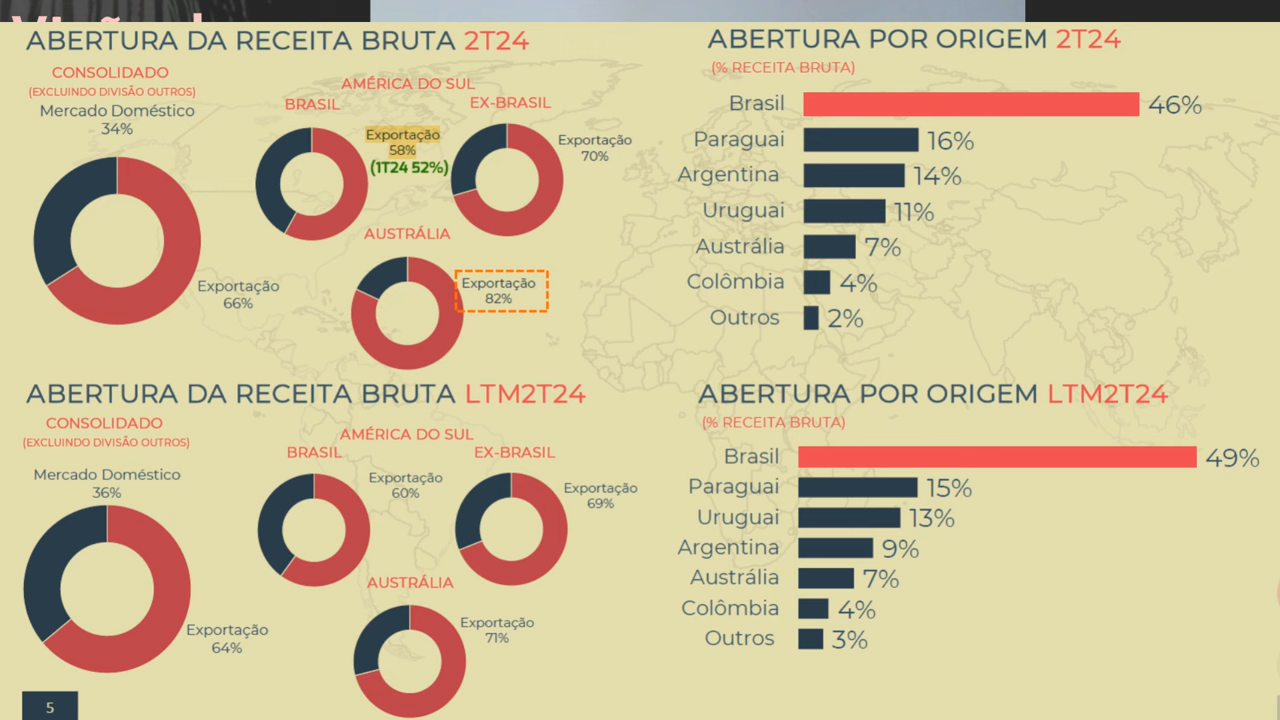 ABERTURA DA RECEITA BRUTA 2T24
CONSOLIDADO
(EXCLUINDO DIVISÃO OUTROS)
Mercado Doméstico
34%
Exportação
66%
AMÉRICA DO SUL
BRASIL
Exportação
58%
(1T24 52%)
EX-BRASIL
Exportação
70%
AUSTRÁLIA
Exportação
82%
ABERTURA POR ORIGEM 2T24
(% RECEITA BRUTA)
Brasil 46%
Paraguai 16%
Argentina 14%
Uruguai 11%
Austrália 7%
Colômbia 4%
Outros 2%
ABERTURA DA RECEITA BRUTA LTM2T24
CONSOLIDADO
(EXCLUINDO DIVISÃO OUTROS)
Mercado Doméstico
36%
Exportação
64%
AMÉRICA DO SUL
BRASIL
Exportação
60%
EX-BRASIL
Exportação
69%
AUSTRÁLIA
Exportação
71%
ABERTURA POR ORIGEM LTM2T24
(% RECEITA BRUTA)
Brasil 49%
Paraguai 15%
Uruguai 13%
Argentina 9%
Austrália 7%
Colômbia 4%
Outros 3%
5